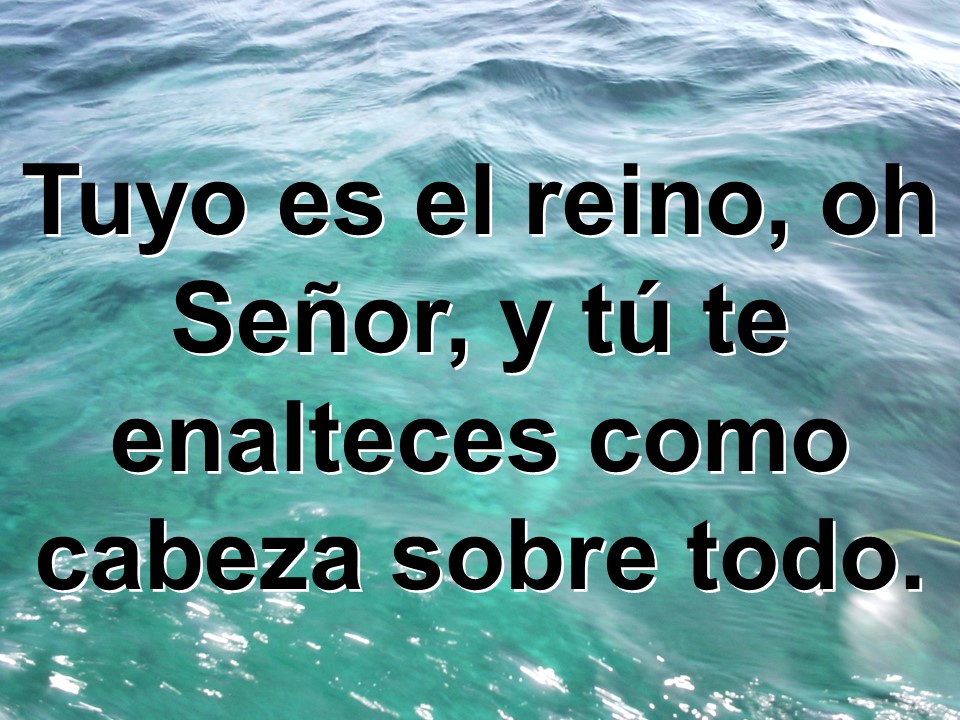 Tuyo es el reino, oh
Señor, y tú te
enalteces como
cabeza sobre todo.